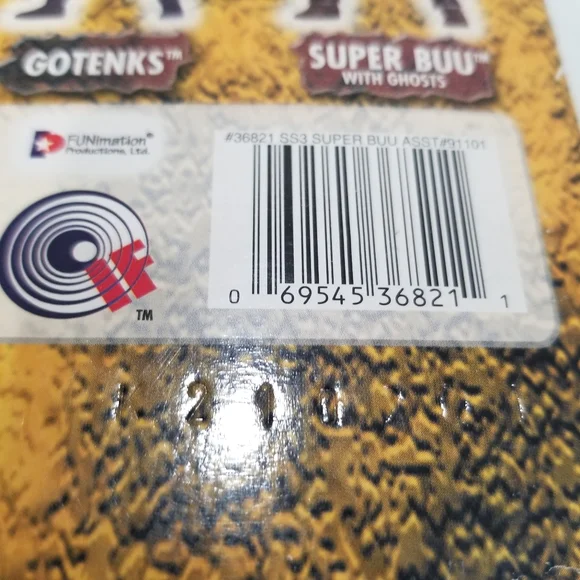 GOTENKS™
SUPER BUU™
WITH GHOSTS
FUNimation®
Productions, Ltd.
#36821 SS3 SUPER BUU ASST#91101
0 69545 36821 1
IF
TM